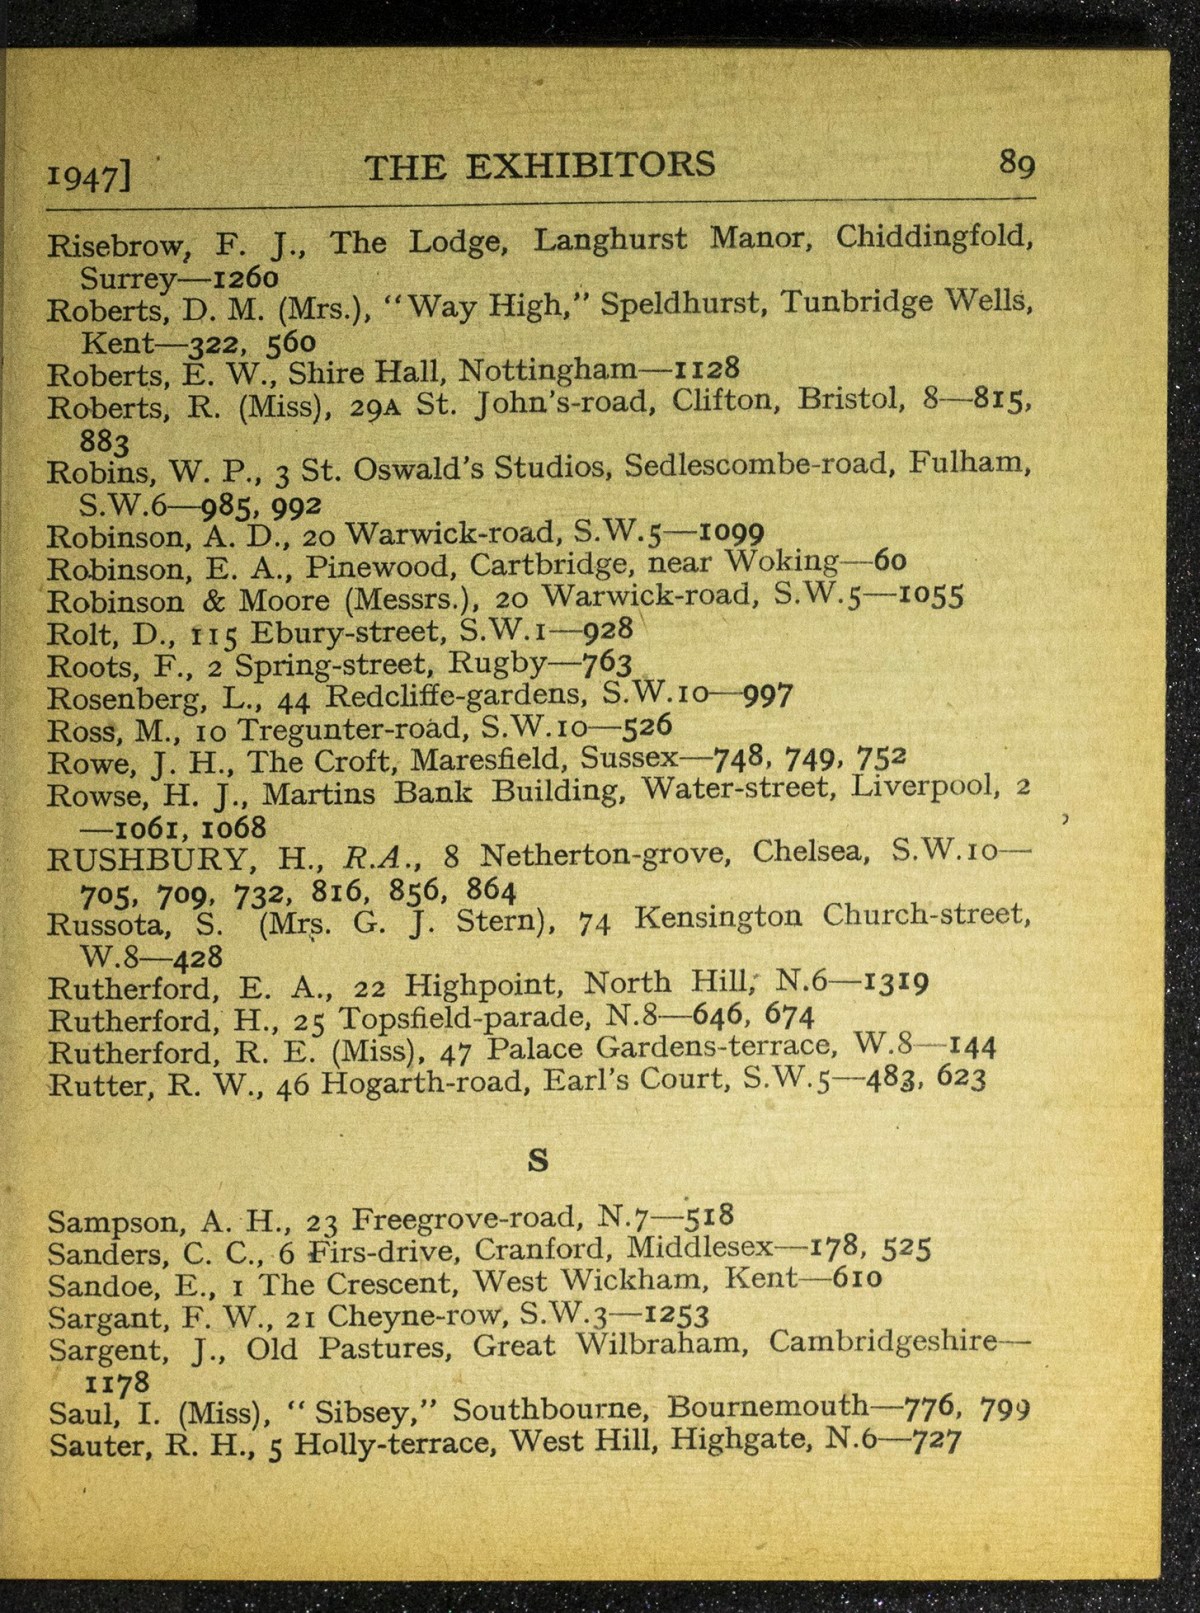 1947] THE EXHIBITORS 89
Risebrow, F. J., The Lodge, Langhurst Manor, Chiddingfold,
Surrey—1260
Roberts, D. M. (Mrs.), "Way High," Speldhurst, Tunbridge Wells,
Kent—322, 560
Roberts, E. W., Shire Hall, Nottingham—1128
Roberts, R. (Miss), 29A St. John's-road, Clifton, Bristol, 8—815,
883
Robins, W. P., 3 St. Oswald's Studios, Sedlescombe-road, Fulham,
S.W.6—985, 992
Robinson, A. D., 20 Warwick-road, S.W.5—1099
Robinson, E. A., Pinewood, Cartbridge, near Woking—60
Robinson & Moore (Messrs.), 20 Warwick-road, S.W.5—1055
Rolt, D., 115 Ebury-street, S.W.1—928
Roots, F., 2 Spring-street, Rugby—763
Rosenberg, L., 44 Redcliffe-gardens, S.W.10—997
Ross, M., 10 Tregunter-road, S.W.10—526
Rowe, J. H., The Croft, Maresfield, Sussex—748, 749, 752
Rowse, H. J., Martins Bank Building, Water-street, Liverpool, 2
—1061, 1068
RUSHBURY, H., R.A., 8 Netherton-grove, Chelsea, S.W.10—
705, 709, 732, 816, 856, 864
Russota, S. (Mrs. G. J. Stern), 74 Kensington Church-street,
W.8—428
Rutherford, E. A., 22 Highpoint, North Hill, N.6—1319
Rutherford, H., 25 Topsfield-parade, N.8—646, 674
Rutherford, R. E. (Miss), 47 Palace Gardens-terrace, W.8—144
Rutter, R. W., 46 Hogarth-road, Earl's Court, S.W.5—483, 623
S
Sampson, A. H., 23 Freegrove-road, N.7—518
Sanders, C. C., 6 Firs-drive, Cranford, Middlesex—178, 525
Sandoe, E., 1 The Crescent, West Wickham, Kent—610
Sargant, F. W., 21 Cheyne-row, S.W.3—1253
Sargent, J., Old Pastures, Great Wilbraham, Cambridgeshire—
1178
Saul, I. (Miss), "Sibsey," Southbourne, Bournemouth—776, 799
Sauter, R. H., 5 Holly-terrace, West Hill, Highgate, N.6—727